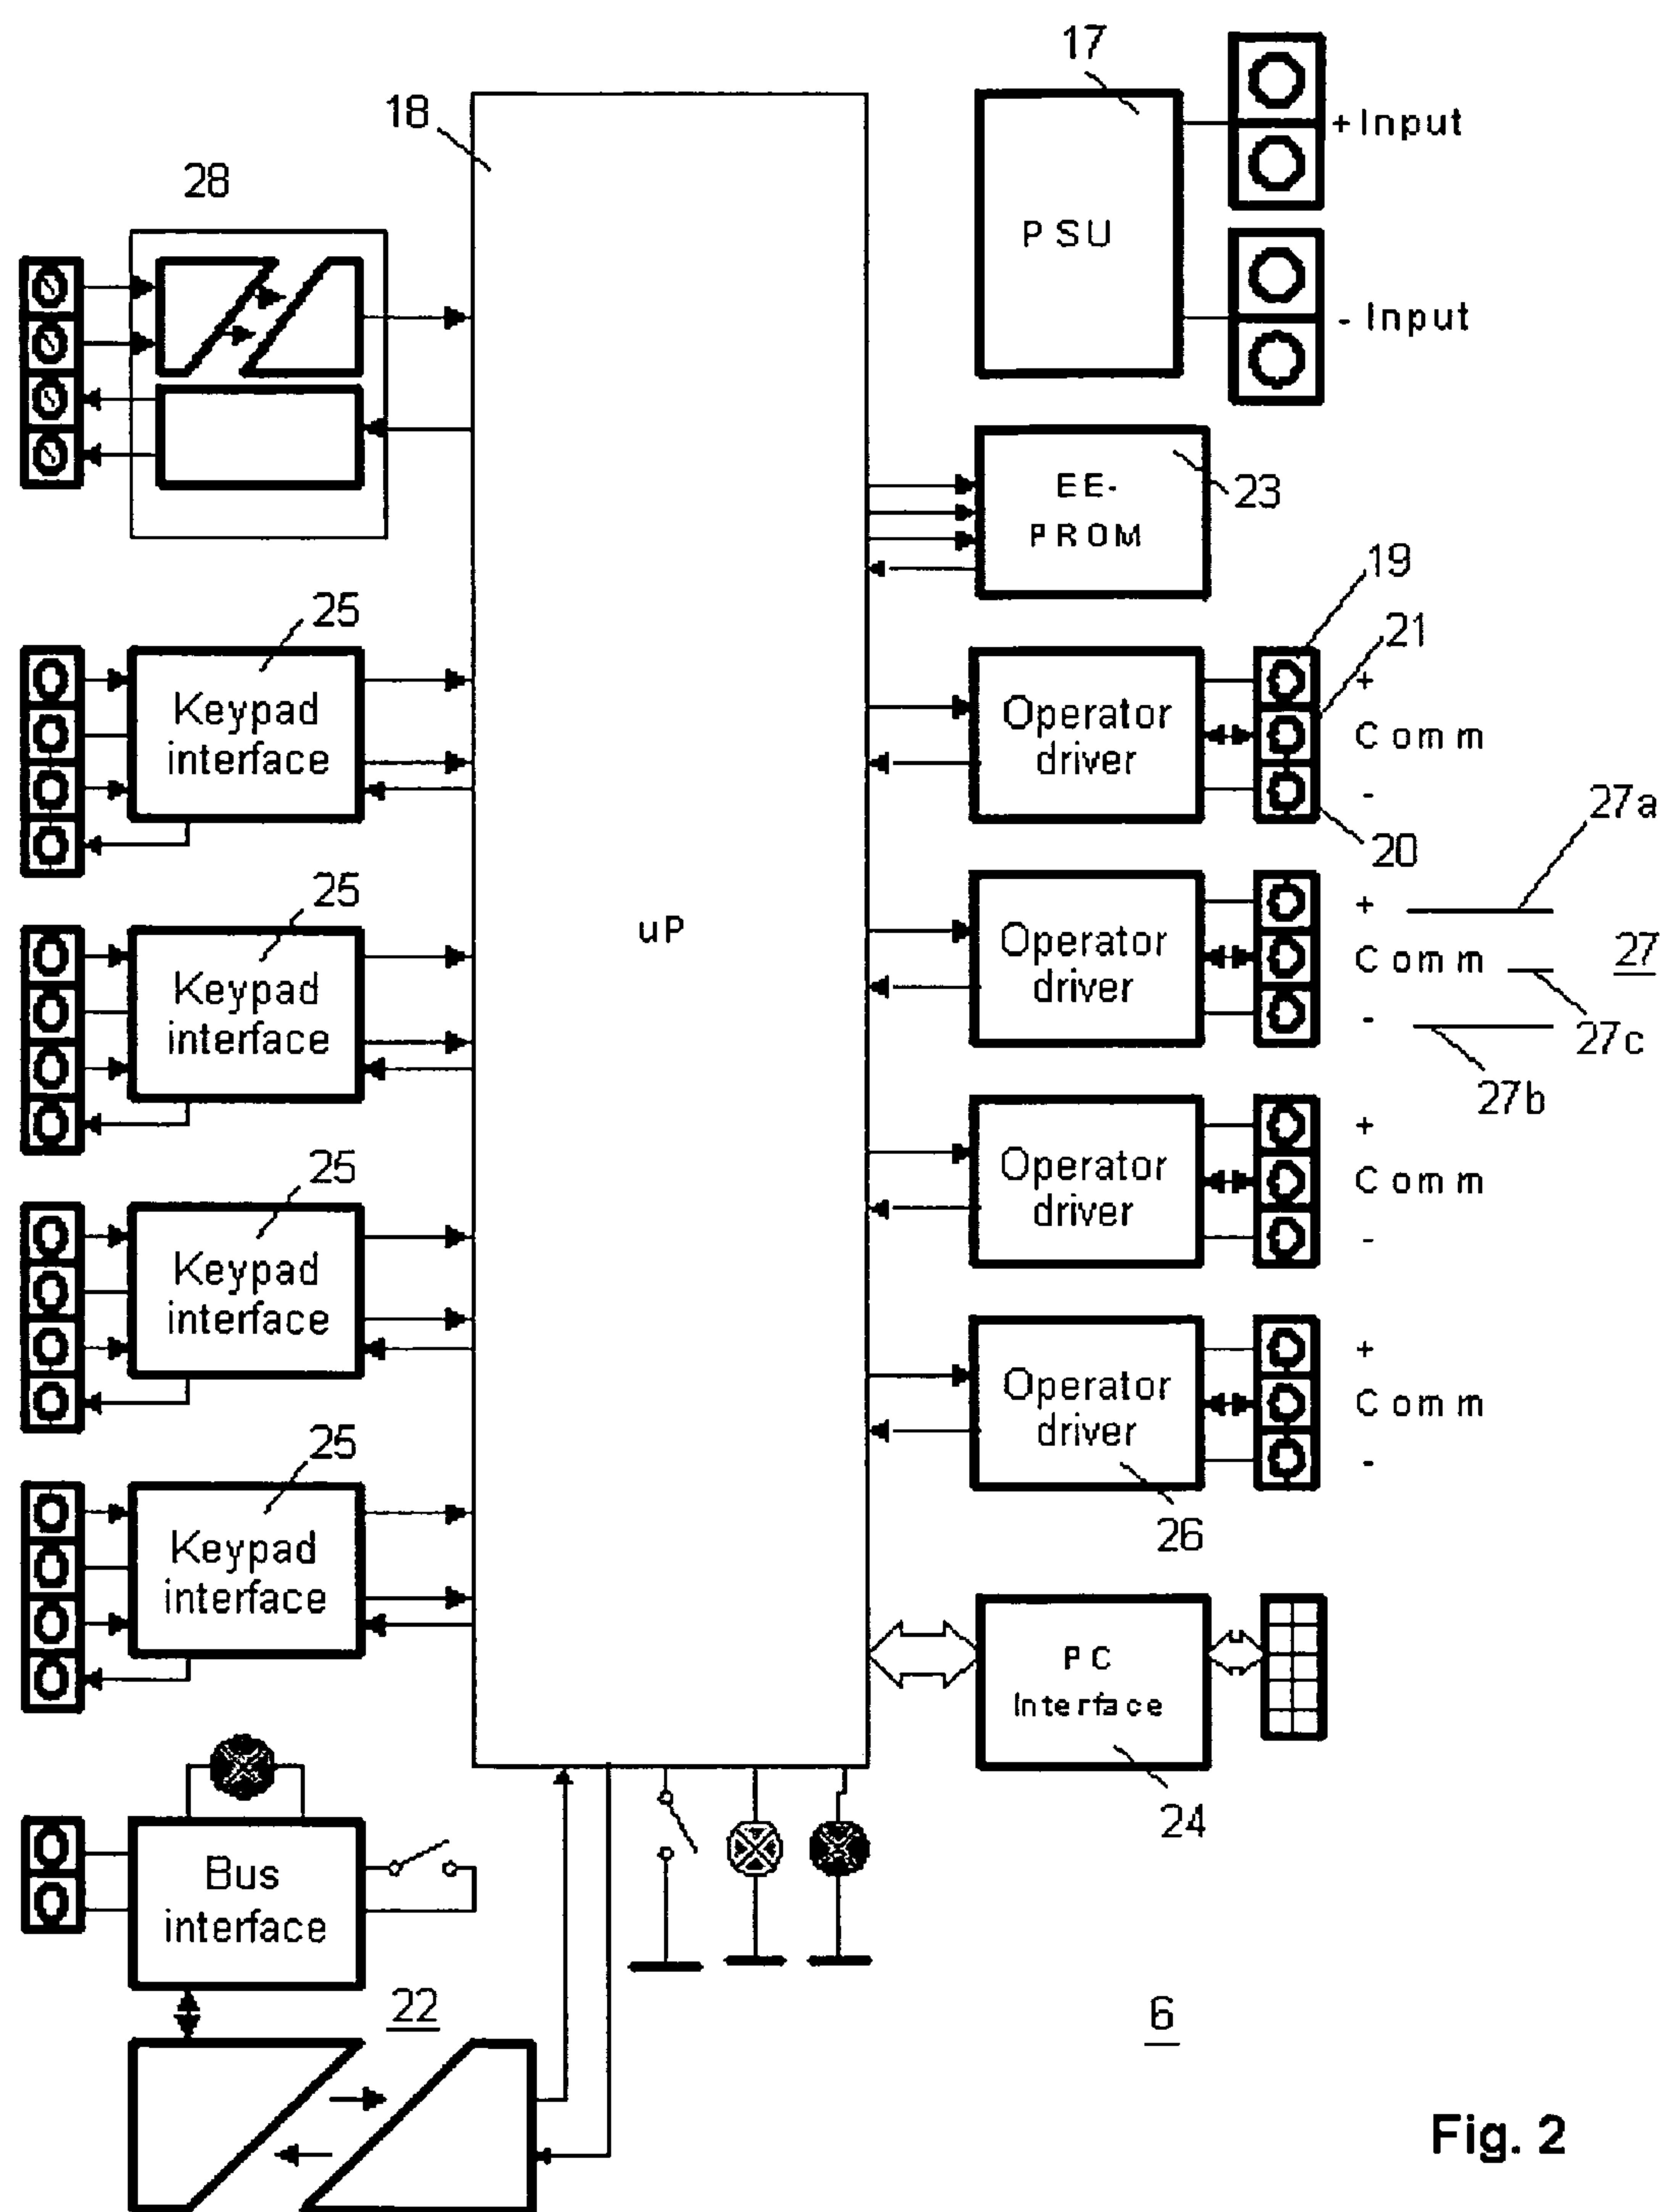 17
+Input
18
28
PSU
- Input
EE-
PROM
23
19
21
25
Keypad
interface
Operator
driver
+
Comm
-
20
27a
25
Keypad
interface
uP
Operator
driver
+
Comm
-
27
27c
27b
25
Keypad
interface
Operator
driver
+
Comm
-
25
Keypad
interface
Operator
driver
+
Comm
-
26
PC
Interface
24
Bus
interface
22
6
Fig. 2